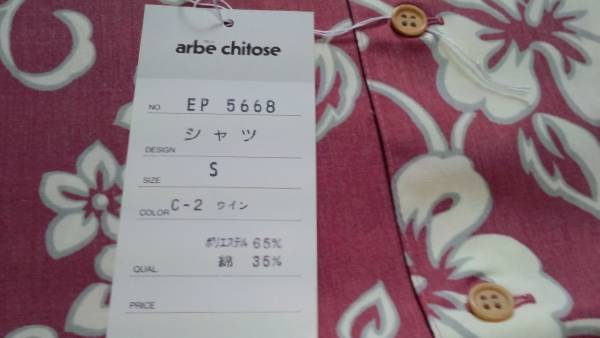 arbe chitose
NO. EP 5668
シャツ
DESIGN
S
SIZE
COLOR C-2 ワイン
ポリエステル 65%
綿 35%
QUAL.
PRICE